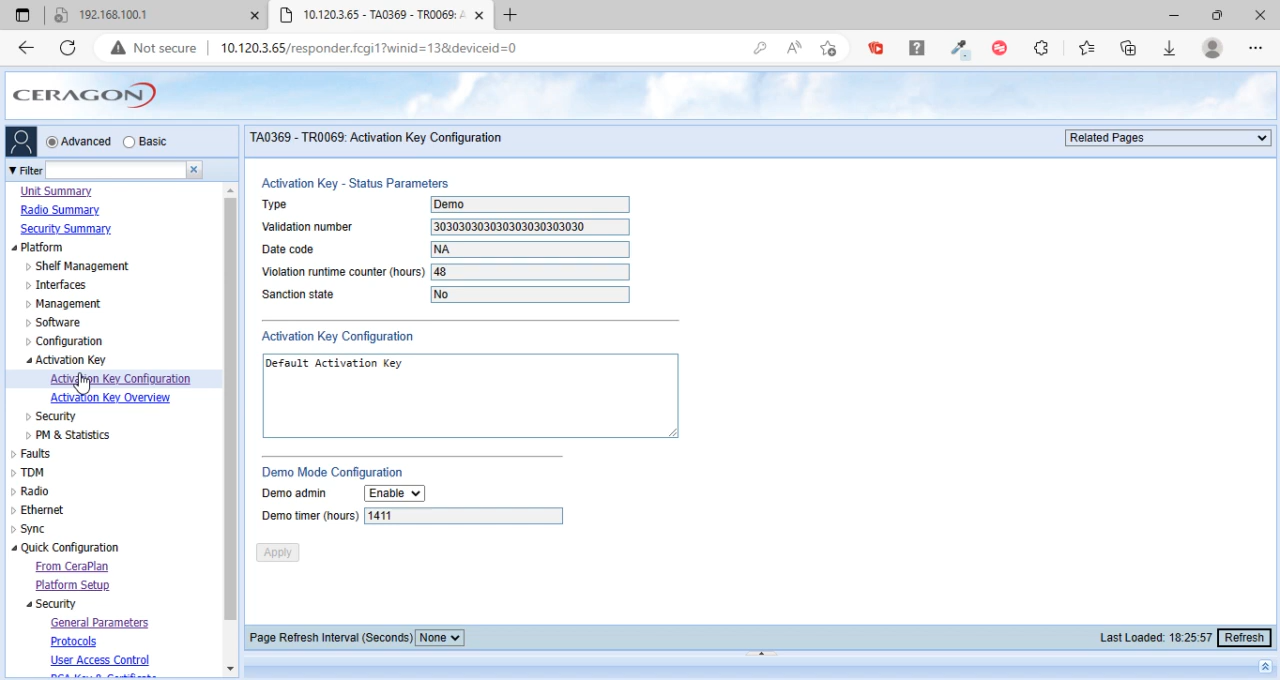 192.168.100.1
10.120.3.65 - TA0369 - TR0069: A
Not secure
10.120.3.65/responder.fcgi1?winid=13&deviceid=0
CERAGON
Advanced Basic
TA0369 - TR0069: Activation Key Configuration
Related Pages
Filter
Unit Summary
Radio Summary
Security Summary
Platform
Shelf Management
Interfaces
Management
Software
Configuration
Activation Key
Activation Key Configuration
Activation Key Overview
Security
PM & Statistics
Faults
TDM
Radio
Ethernet
Sync
Quick Configuration
From CeraPlan
Platform Setup
Security
General Parameters
Protocols
User Access Control
RSA Key & Certificate
Activation Key - Status Parameters
Type Demo
Validation number 303030303030303030303030
Date code NA
Violation runtime counter (hours) 48
Sanction state No
Activation Key Configuration
Default Activation Key
Demo Mode Configuration
Demo admin Enable
Demo timer (hours) 1411
Apply
Page Refresh Interval (Seconds) None
Last Loaded: 18:25:57 Refresh